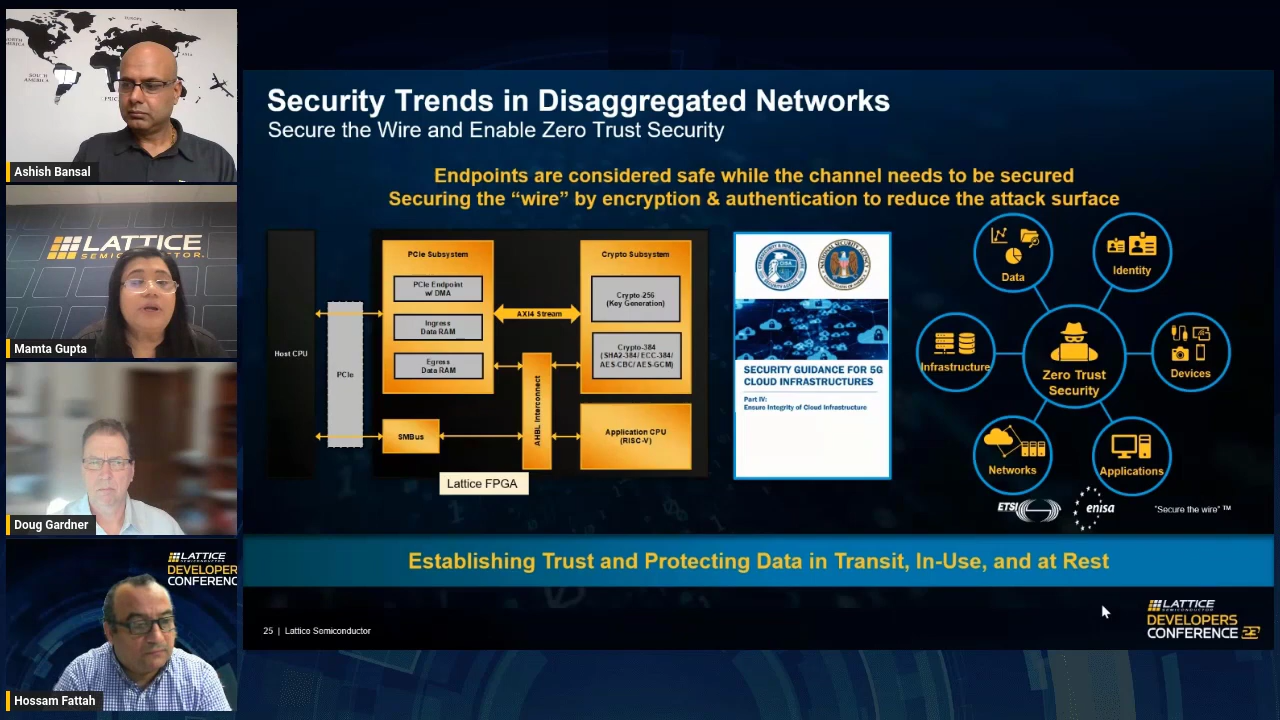 SOUTH
AMERICA
Ashish Bansal
LATTICE
SEMICONDUCTOR
Mamta Gupta
Doug Gardner
LATTICE
DEVELOPER
CONFERENC
Hossam Fattah
Security Trends in Disaggregated Networks
Secure the Wire and Enable Zero Trust Security
Endpoints are considered safe while the channel needs to be secured
Securing the “wire” by encryption & authentication to reduce the attack surface
Host CPU
PCIe
PCIe Subsystem
PCIe Endpoint
w/ DMA
Ingress
Data RAM
Egress
Data RAM
SMBus
AXI4 Stream
AHBL Interconnect
Crypto Subsystem
Crypto-256
(Key Generation)
Crypto-384
(SHA2-384/ ECC-384/
AES-CBC/ AES-GCM)
Application CPU
(RISC-V)
Lattice FPGA
CISA
SECURITY GUIDANCE FOR 5G
CLOUD INFRASTRUCTURES
Part IV:
Ensure Integrity of Cloud Infrastructure
Data
Identity
Infrastructure
Zero Trust
Security
Devices
Networks
Applications
ETSI
enisa
"Secure the wire" ™
Establishing Trust and Protecting Data in Transit, In-Use, and at Rest
25 | Lattice Semiconductor
LATTICE
SEMICONDUCTOR
DEVELOPERS
CONFERENCE 23